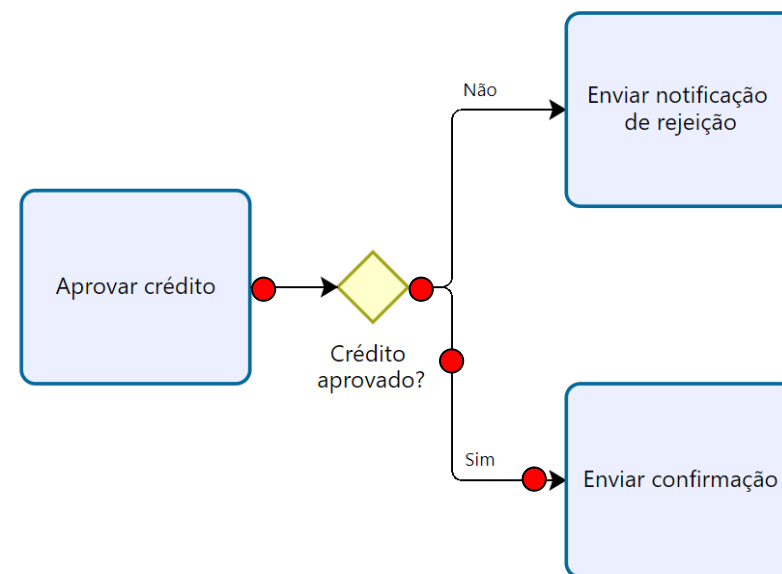 Não
Enviar notificação
de rejeição
Aprovar crédito
Crédito
aprovado?
Sim
Enviar confirmação